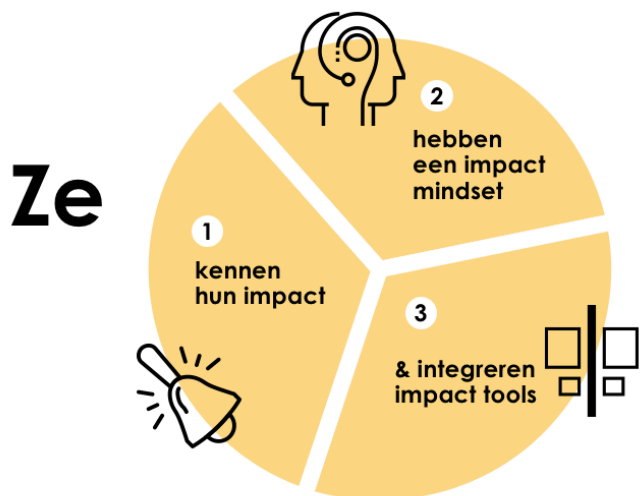 Ze
1
kennen
hun impact
2
hebben
een impact
mindset
3
& integreren
impact tools